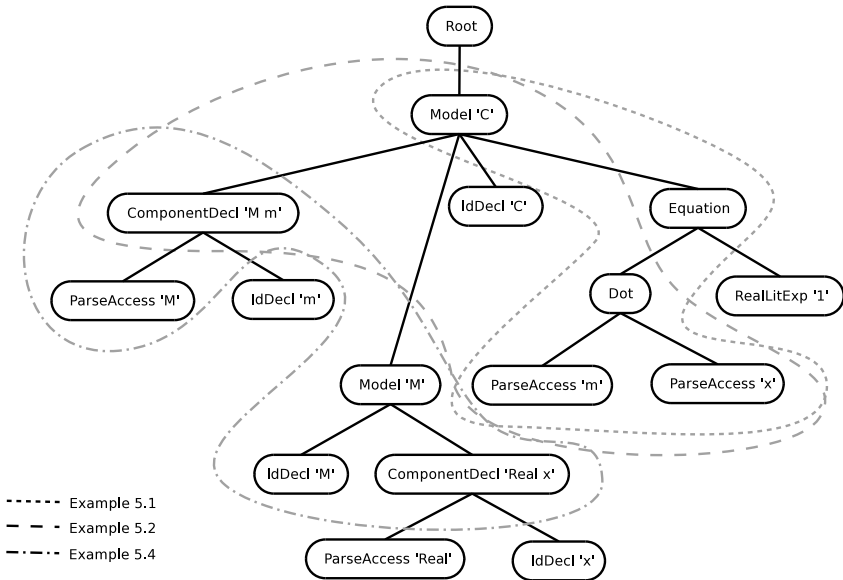 Root
Model 'C'
ComponentDecl 'M m'
IdDecl 'C'
Equation
ParseAccess 'M'
IdDecl 'm'
Dot
RealLitExp '1'
Model 'M'
ParseAccess 'm'
ParseAccess 'x'
IdDecl 'M'
ComponentDecl 'Real x'
ParseAccess 'Real'
IdDecl 'x'
Example 5.1
Example 5.2
Example 5.4